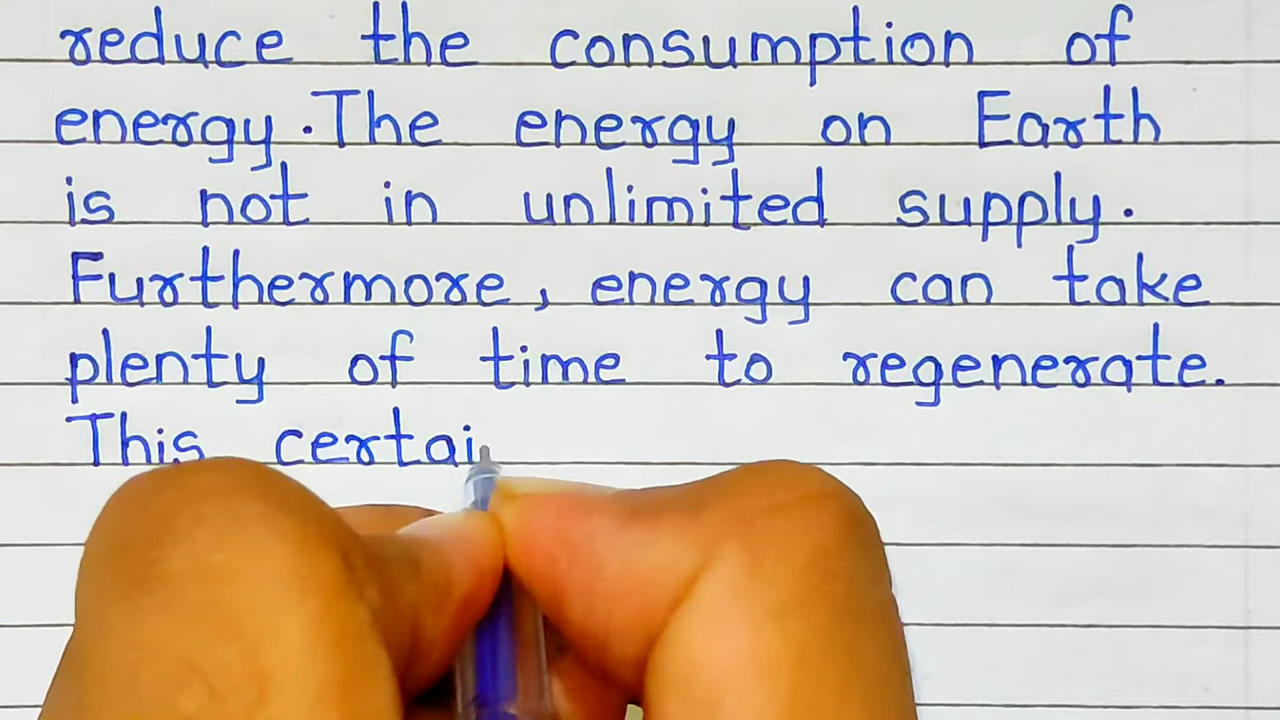 reduce the consumption of
energy. The energy on Earth
is not in unlimited supply.
Furthermore, energy can take
plenty of time to regenerate.
This certai